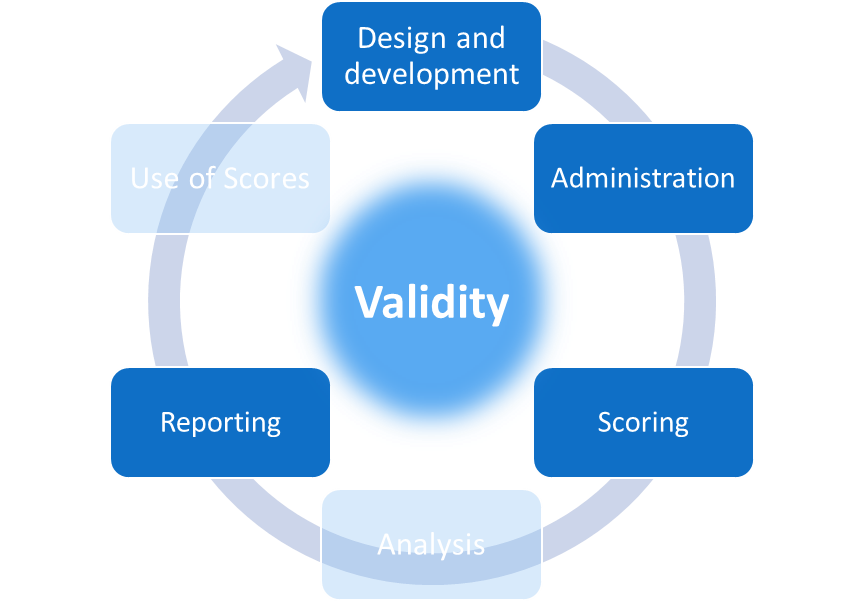 Design and
development
Administration
Scoring
Analysis
Reporting
Use of Scores
Validity